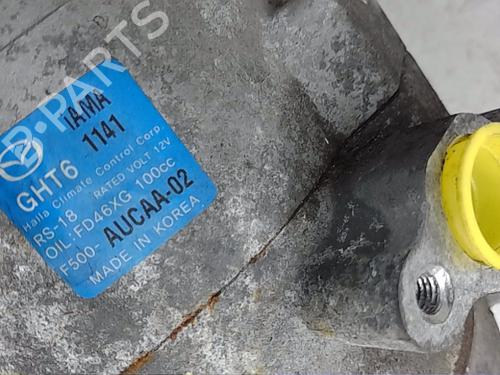 B-PARTS
IAMA
GHT6 1141
Halla Climate Control Corp.
RS-18 RATED VOLT 12V
OIL:FD46XG 100cc
F500- AUCAA-02
MADE IN KOREA